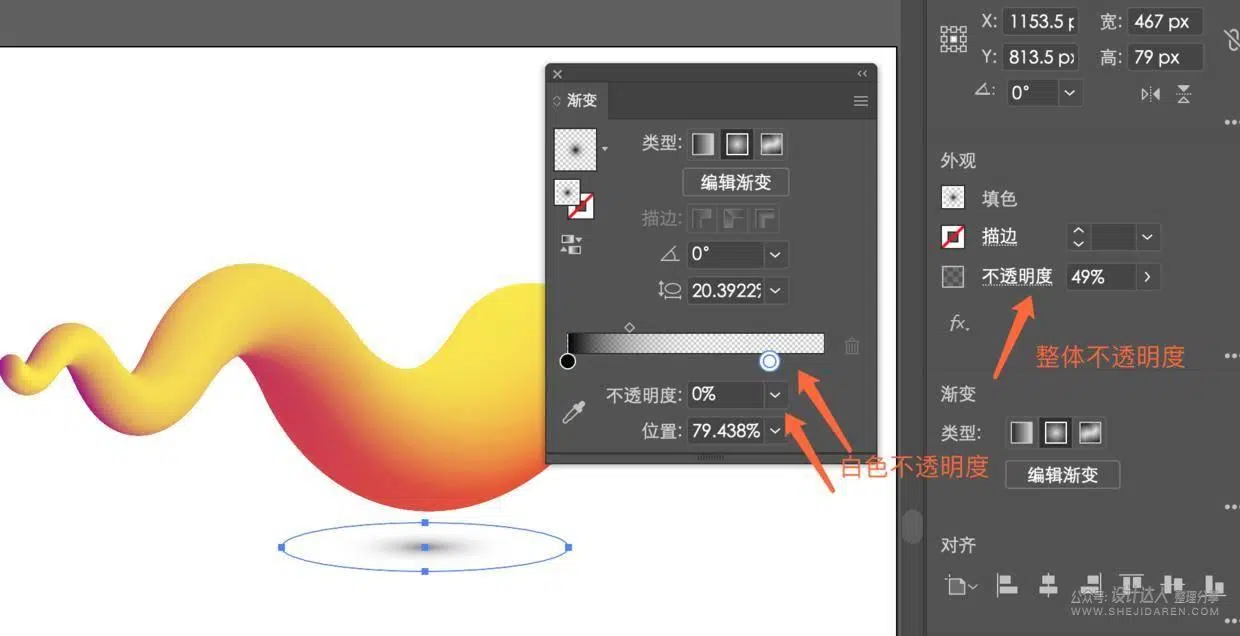 X: 1153.5 p 宽: 467 px
Y: 813.5 px 高: 79 px
0°
渐变
类型:
编辑渐变
描边:
0°
20.3922%
不透明度: 0%
位置: 79.438%
白色不透明度
外观
填色
描边
不透明度 49%
fx.
整体不透明度
渐变
类型:
编辑渐变
对齐
公众号: 设计达人 整理分享
WWW.SHEJIDAREN.COM